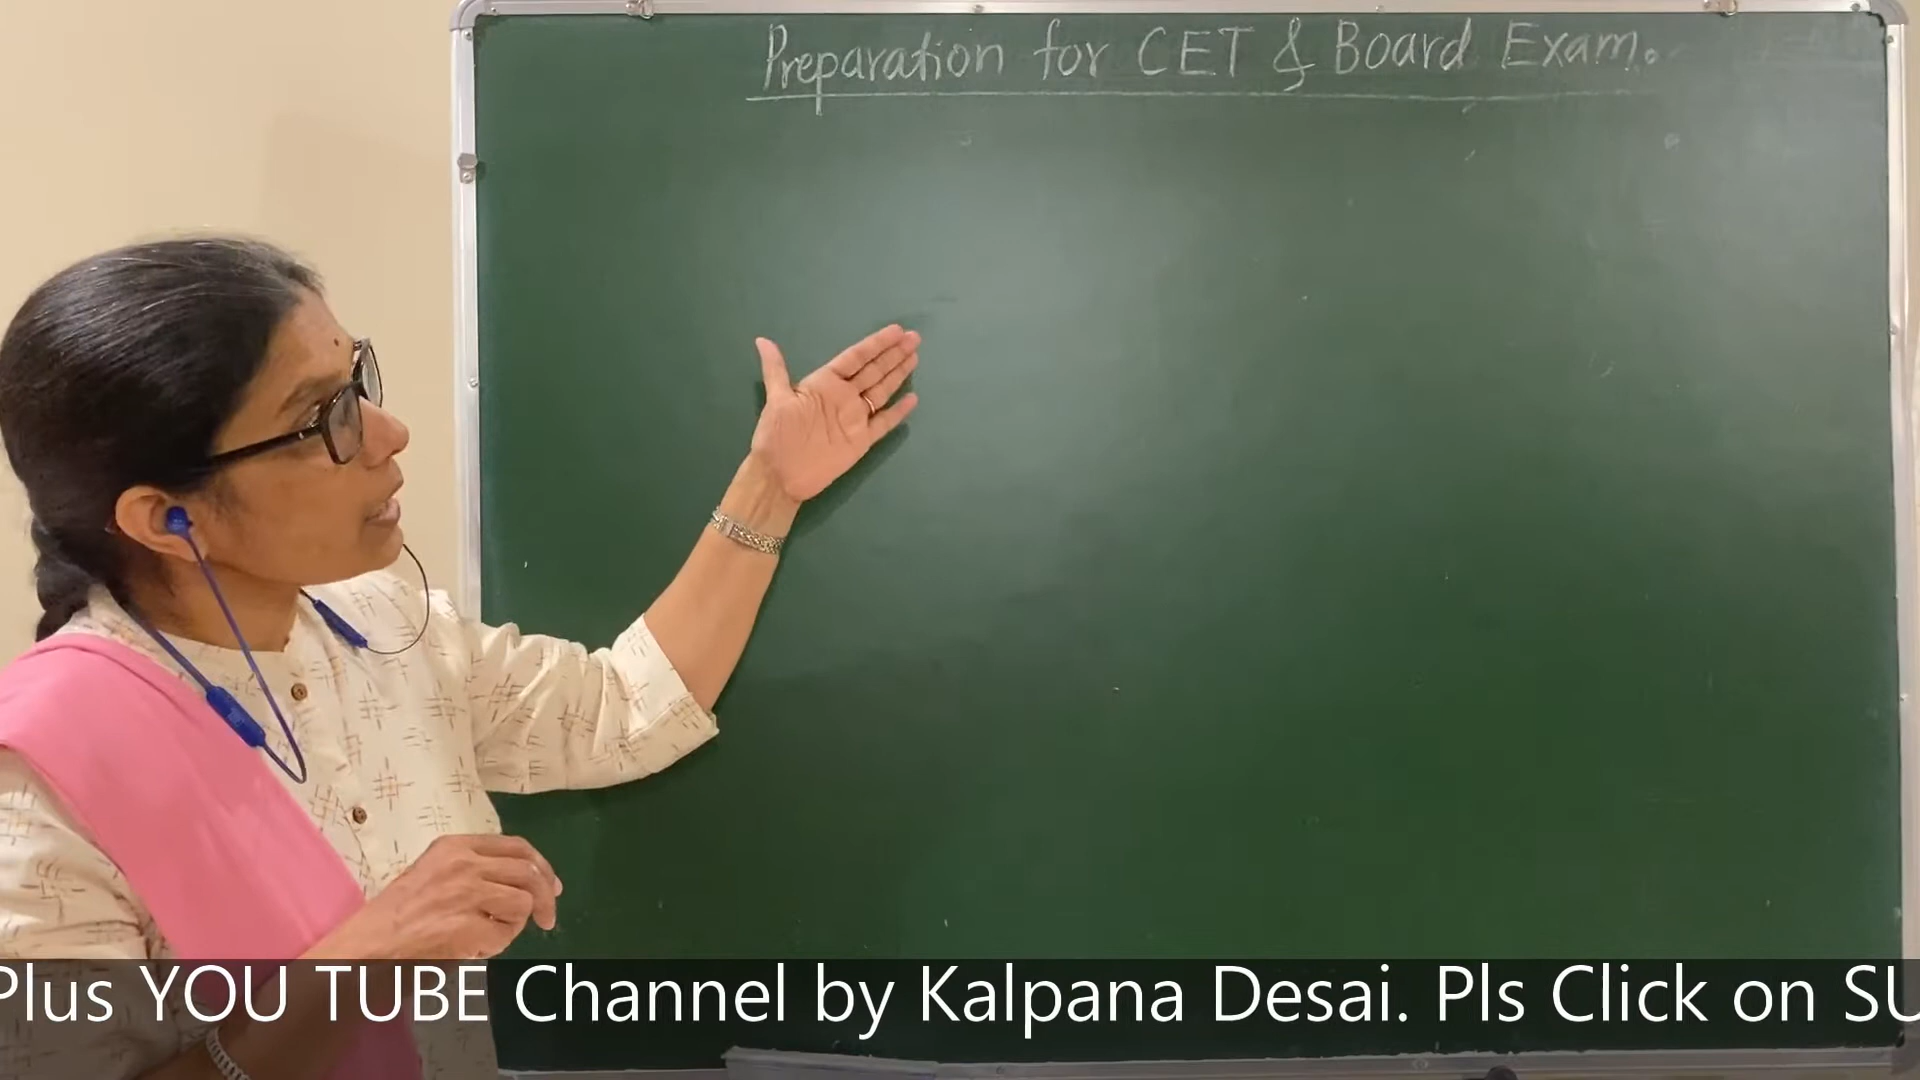 Preparation for CET & Board Exam.
Plus YOU TUBE Channel by Kalpana Desai. Pls Click on SU